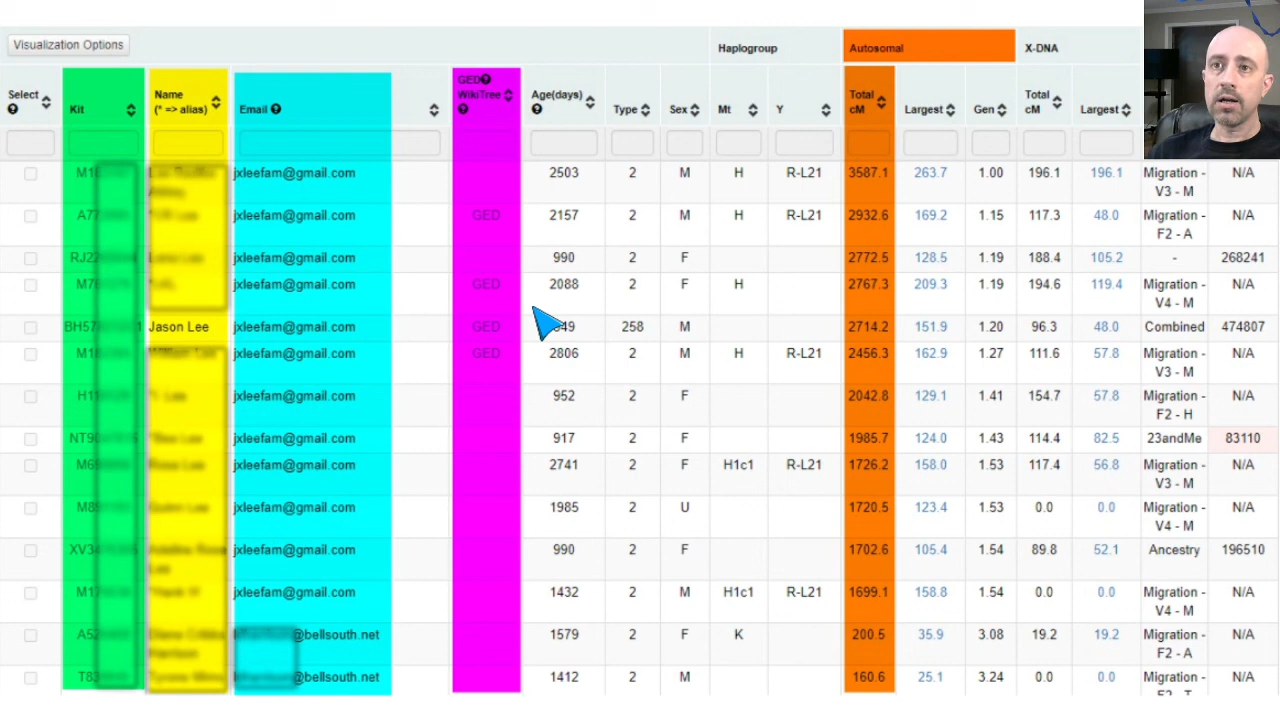 Visualization Options
Haplogroup Autosomal X-DNA
Select Kit Name (* => alias) Email GED WikiTree Age(days) Type Sex Mt Y Total cM Largest Gen Total cM Largest
jxleefam@gmail.com 2503 2 M H R-L21 3587.1 263.7 1.00 196.1 196.1 Migration - V3 - M N/A
jxleefam@gmail.com GED 2157 2 M H R-L21 2932.6 169.2 1.15 117.3 48.0 Migration - F2 - A N/A
jxleefam@gmail.com 990 2 F 2772.5 128.5 1.19 188.4 105.2 - 268241
jxleefam@gmail.com GED 2088 2 F H 2767.3 209.3 1.19 194.6 119.4 Migration - V4 - M N/A
Jason Lee jxleefam@gmail.com GED 258 M 2714.2 151.9 1.20 96.3 48.0 Combined 474807
jxleefam@gmail.com GED 2806 2 M H R-L21 2456.3 162.9 1.27 111.6 57.8 Migration - V3 - M N/A
jxleefam@gmail.com 952 2 F 2042.8 129.1 1.41 154.7 57.8 Migration - F2 - H N/A
jxleefam@gmail.com 917 2 F 1985.7 124.0 1.43 114.4 82.5 23andMe 83110
jxleefam@gmail.com 2741 2 F H1c1 R-L21 1726.2 158.0 1.53 117.4 56.8 Migration - V3 - M N/A
jxleefam@gmail.com 1985 2 U 1720.5 123.4 1.53 0.0 0.0 Migration - V4 - M N/A
jxleefam@gmail.com 990 2 F 1702.6 105.4 1.54 89.8 52.1 Ancestry 196510
jxleefam@gmail.com 1432 2 M H1c1 R-L21 1699.1 158.8 1.54 0.0 0.0 Migration - V4 - M N/A
@bellsouth.net 1579 2 F K 200.5 35.9 3.08 19.2 19.2 Migration - F2 - A N/A
@bellsouth.net 1412 2 M 160.6 25.1 3.24 0.0 0.0 Migration - N/A